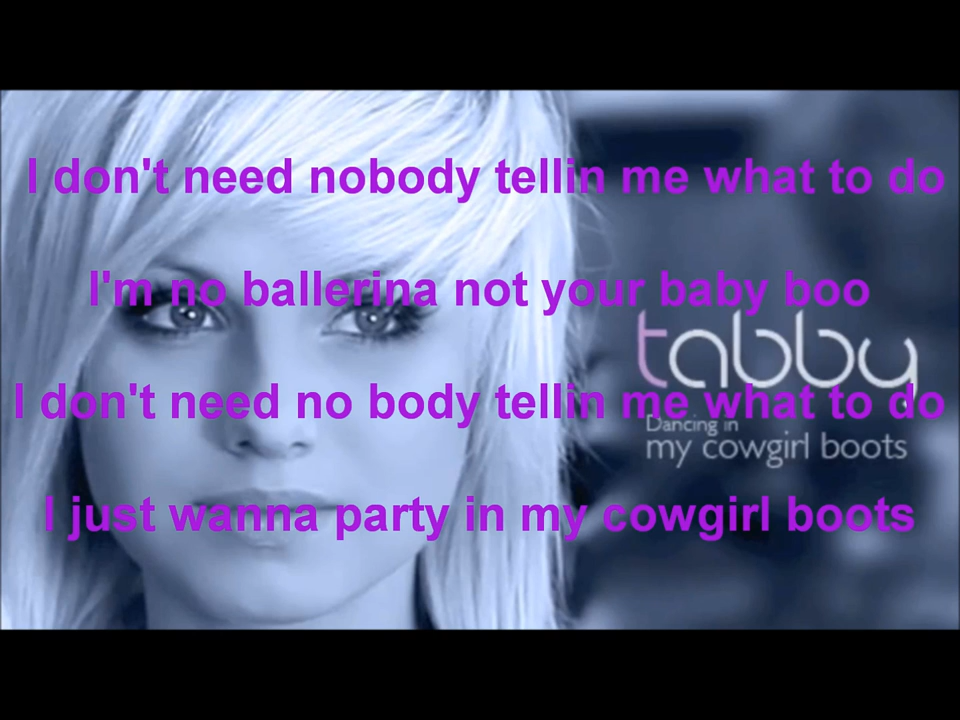 I don't need nobody tellin me what to do
I'm no ballerina not your baby boo
tabby
I don't need no body tellin me what to do
Dancing in
my cowgirl boots
I just wanna party in my cowgirl boots